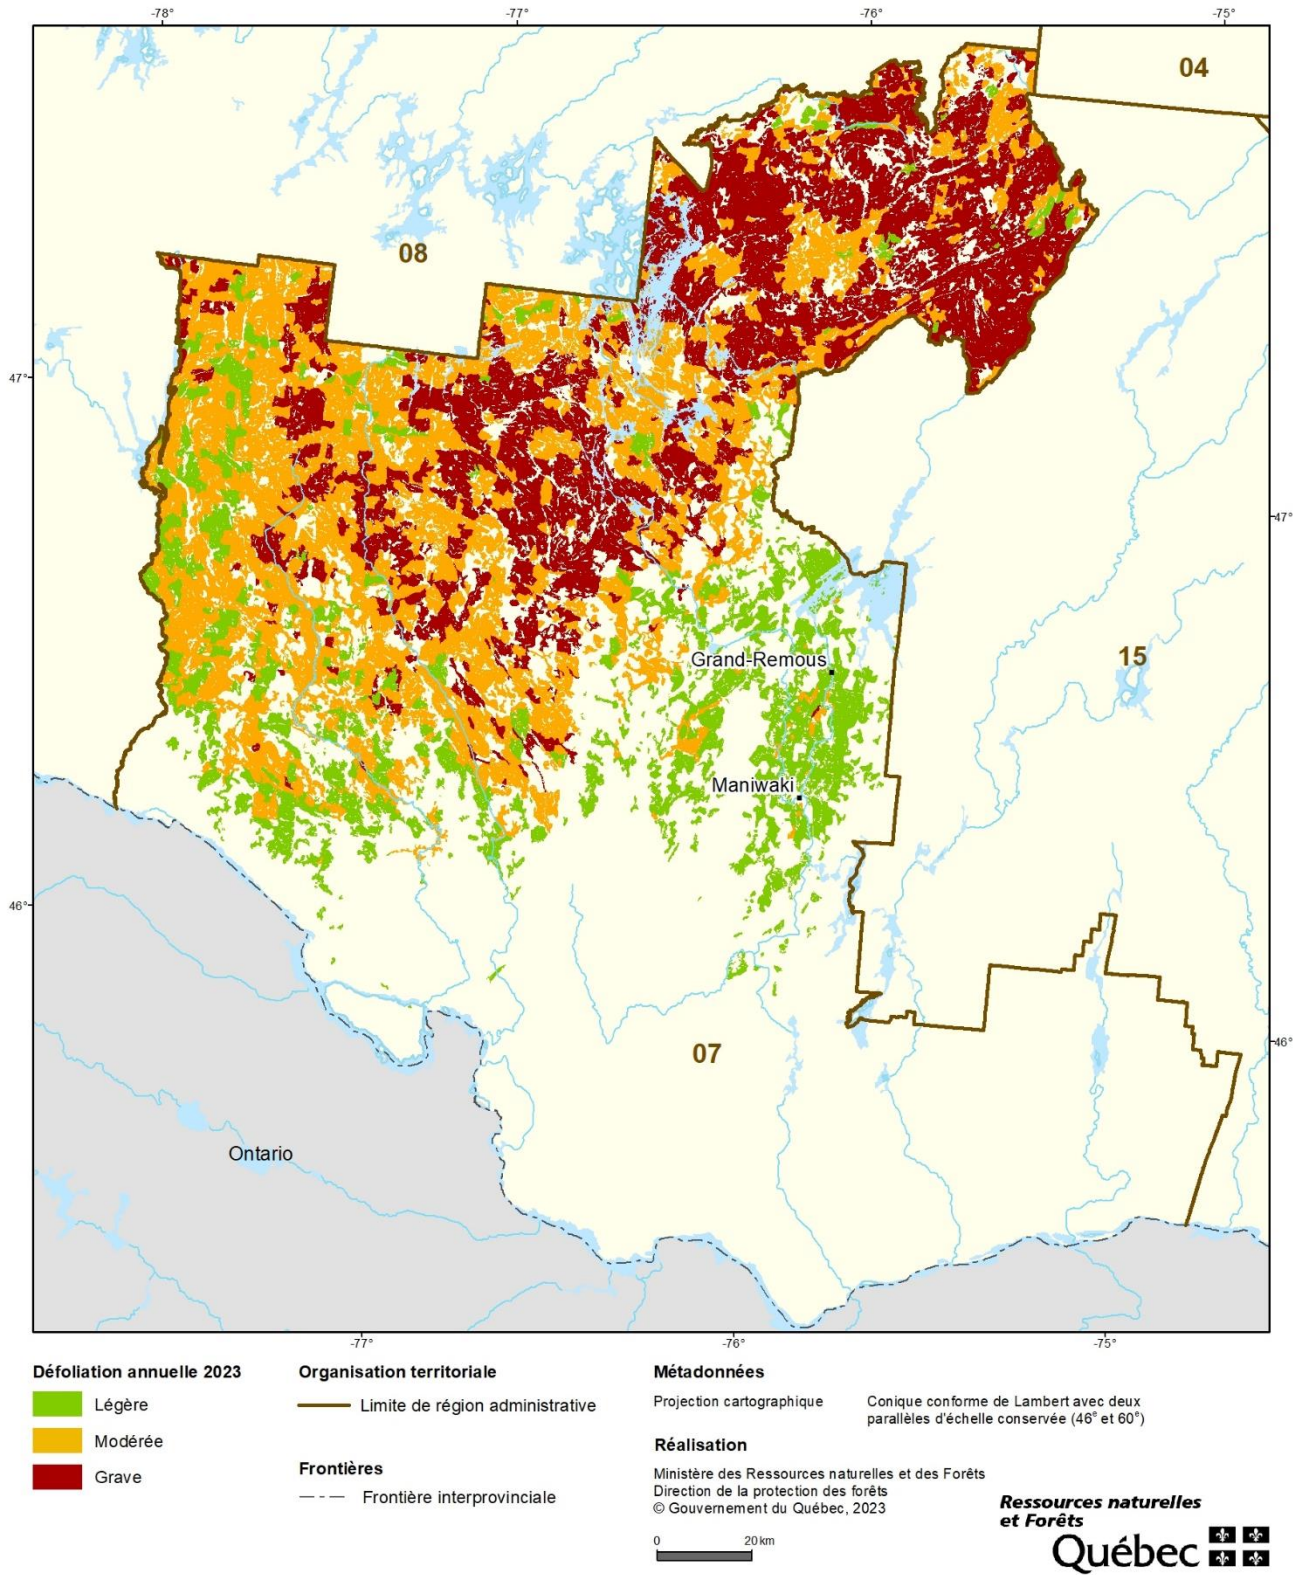 -78°
-77°
-76°
-75°
04
08
47°
47°
Grand-Remous
15
Maniwaki
46°
46°
07
Ontario
-77°
-76°
-75°
Défoliation annuelle 2023
Légère
Modérée
Grave
Organisation territoriale
Limite de région administrative
Frontières
Frontière interprovinciale
Métadonnées
Projection cartographique
Conique conforme de Lambert avec deux
parallèles d'échelle conservée (46e et 60e)
Réalisation
Ministère des Ressources naturelles et des Forêts
Direction de la protection des forêts
© Gouvernement du Québec, 2023
0 20 km
Ressources naturelles
et Forêts
Québec